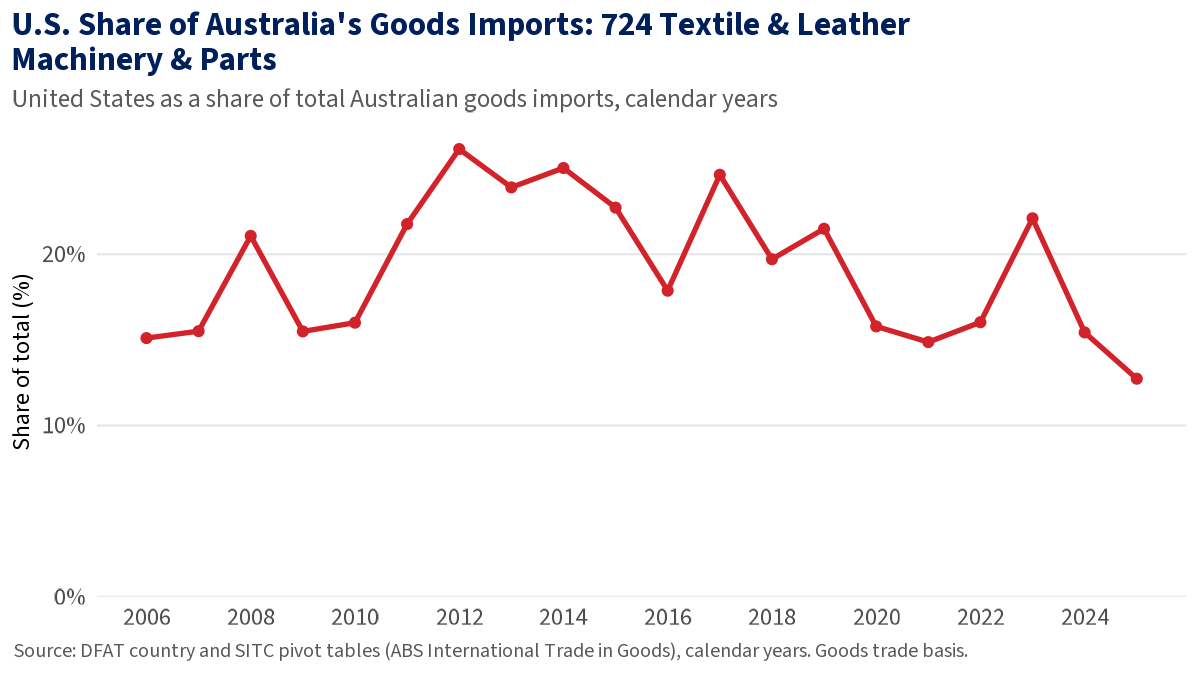 U.S. Share of Australia's Goods Imports: 724 Textile & Leather
Machinery & Parts
United States as a share of total Australian goods imports, calendar years
Share of total (%)
20%
10%
0%
2006 2008 2010 2012 2014 2016 2018 2020 2022 2024
Source: DFAT country and SITC pivot tables (ABS International Trade in Goods), calendar years. Goods trade basis.